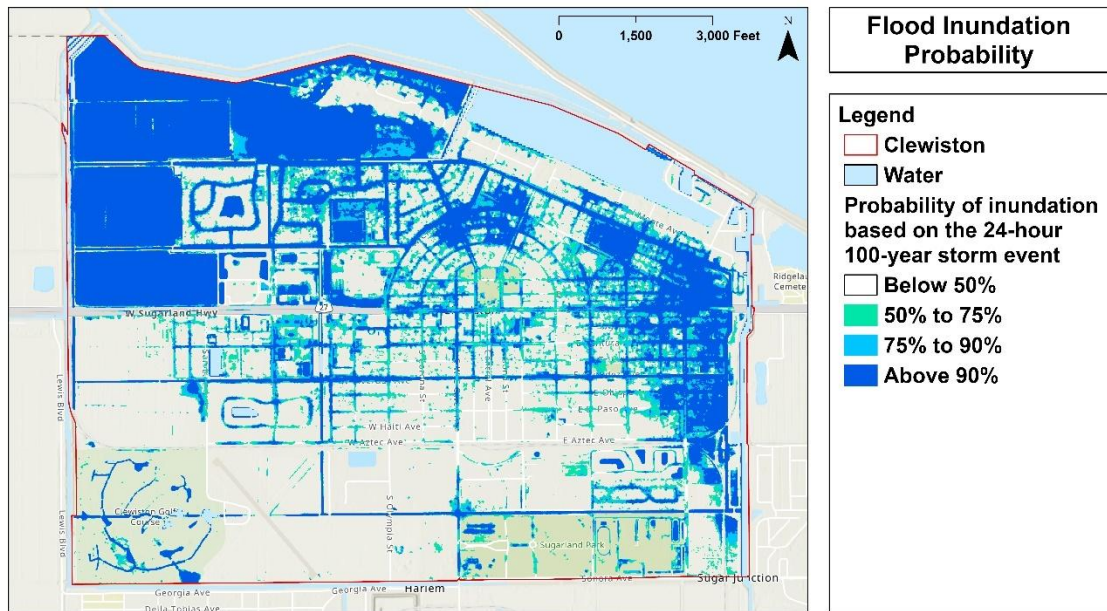 N
0 1,500 3,000 Feet
Flood Inundation
Probability
Legend
Clewiston
Water
Probability of inundation
based on the 24-hour
100-year storm event
Below 50%
50% to 75%
75% to 90%
Above 90%
Ridgelaw
Cemete
27
W Sugarland Hwy
Lewis Blvd
E El Paso Ave
W Haiti Ave
W Aztec Ave
E Aztec Ave
S Olympia St
Clewiston Golf
Course
Lewis Blvd
Sugarland Park
Sonora Ave
Sugar Junction
Georgia Ave
Georgia Ave
Harlem
Della Tobias Ave